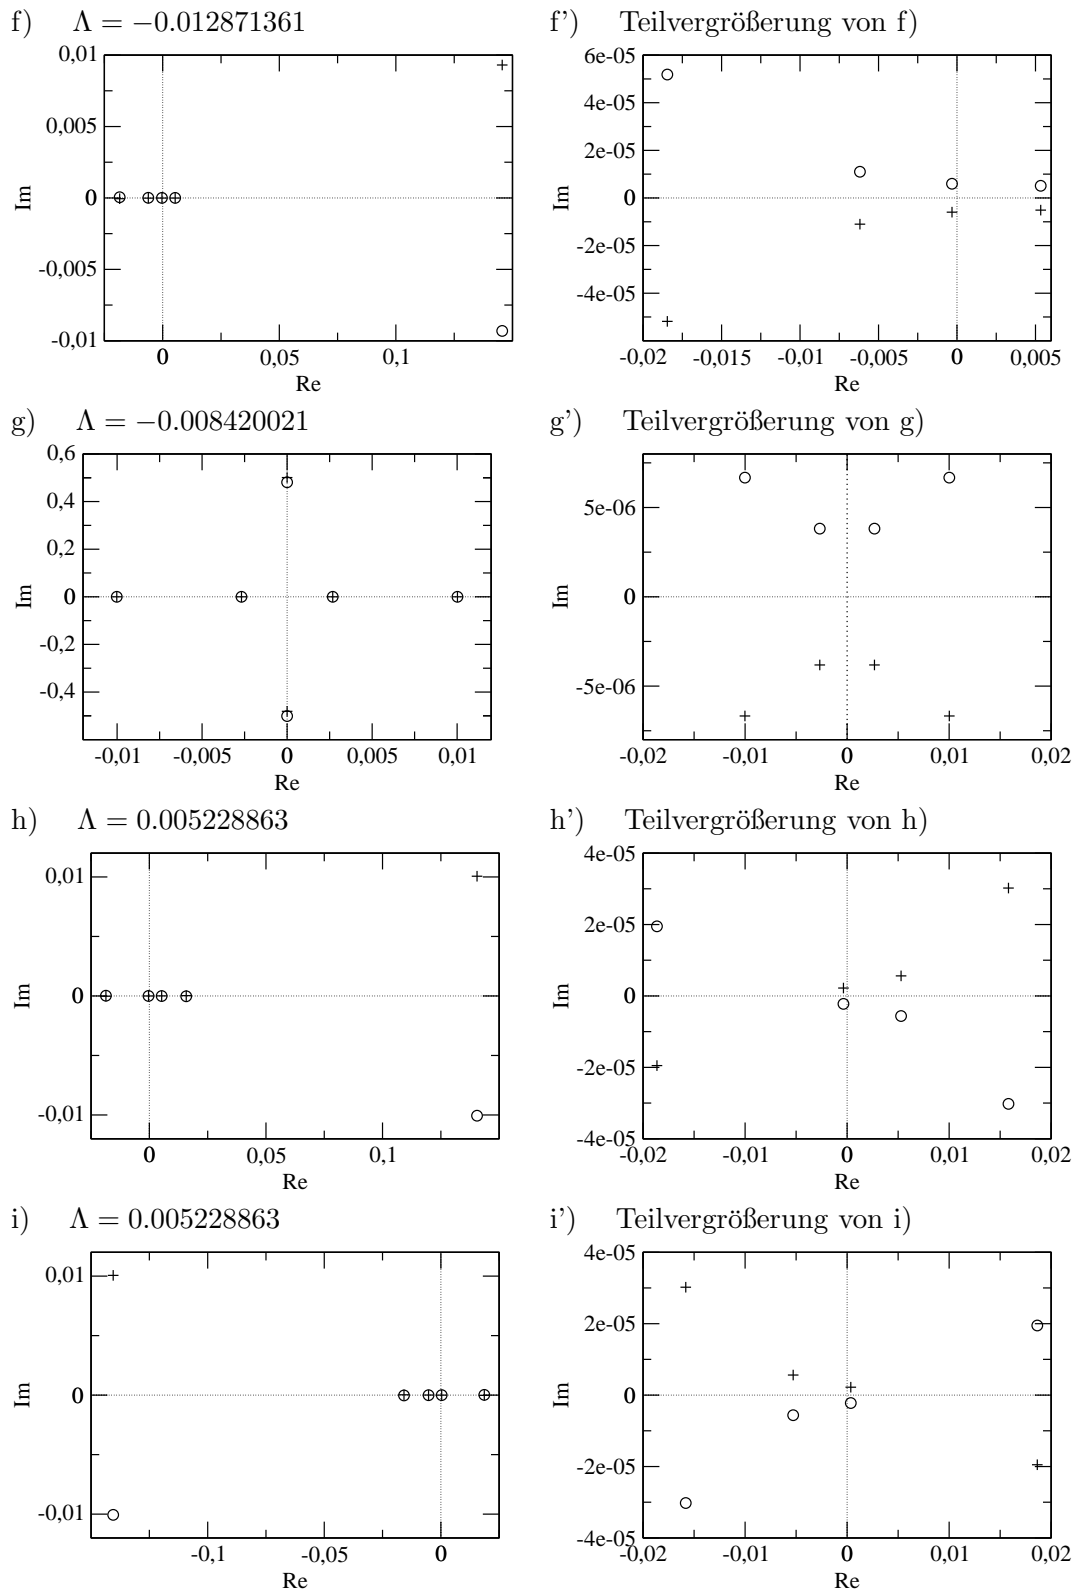 f) Λ = −0.012871361
0,01
0,005
0
-0,005
-0,01
Im
0 0,05 0,1
Re
f') Teilvergrößerung von f)
6e-05
4e-05
2e-05
0
-2e-05
-4e-05
Im
-0,02 -0,015 -0,01 -0,005 0 0,005
Re
g) Λ = −0.008420021
0,6
0,4
0,2
0
-0,2
-0,4
Im
-0,01 -0,005 0 0,005 0,01
Re
g') Teilvergrößerung von g)
5e-06
0
-5e-06
Im
-0,02 -0,01 0 0,01 0,02
Re
h) Λ = 0.005228863
0,01
0
-0,01
Im
0 0,05 0,1
Re
h') Teilvergrößerung von h)
4e-05
2e-05
0
-2e-05
-4e-05
Im
-0,02 -0,01 0 0,01 0,02
Re
i) Λ = 0.005228863
0,01
0
-0,01
Im
-0,1 -0,05 0
Re
i') Teilvergrößerung von i)
4e-05
2e-05
0
-2e-05
-4e-05
Im
-0,02 -0,01 0 0,01 0,02
Re